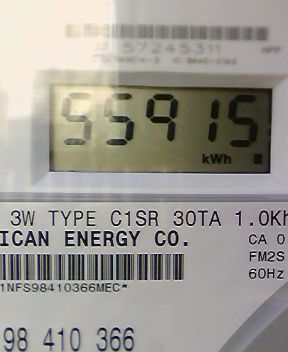 57245311
55915
kWh
3W TYPE C1SR 30TA 1.0Kh
ICAN ENERGY CO.
CA 0
FM2S
60Hz
1NFS98410366MEC*
98 410 366